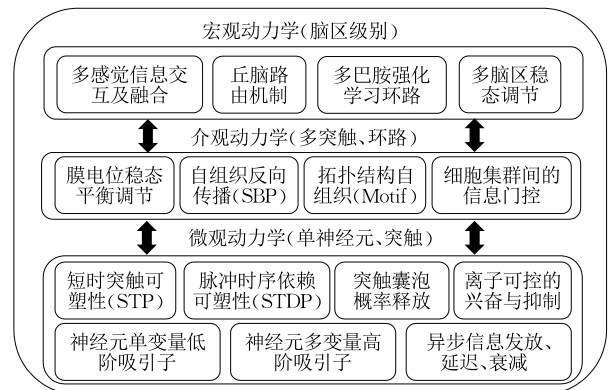 宏观动力学(脑区级别)
多感觉信息交
互及融合
丘脑路
由机制
多巴胺强化
学习环路
多脑区稳
态调节
介观动力学(多突触、环路)
膜电位稳态
平衡调节
自组织反向
传播(SBP)
拓扑结构自
组织(Motif)
细胞集群间的
信息门控
微观动力学(单神经元、突触)
短时突触可
塑性(STP)
脉冲时序依赖
可塑性(STDP)
突触囊泡
概率释放
离子可控的
兴奋与抑制
神经元单变量低
阶吸引子
神经元多变量高
阶吸引子
异步信息发放、
延迟、衰减